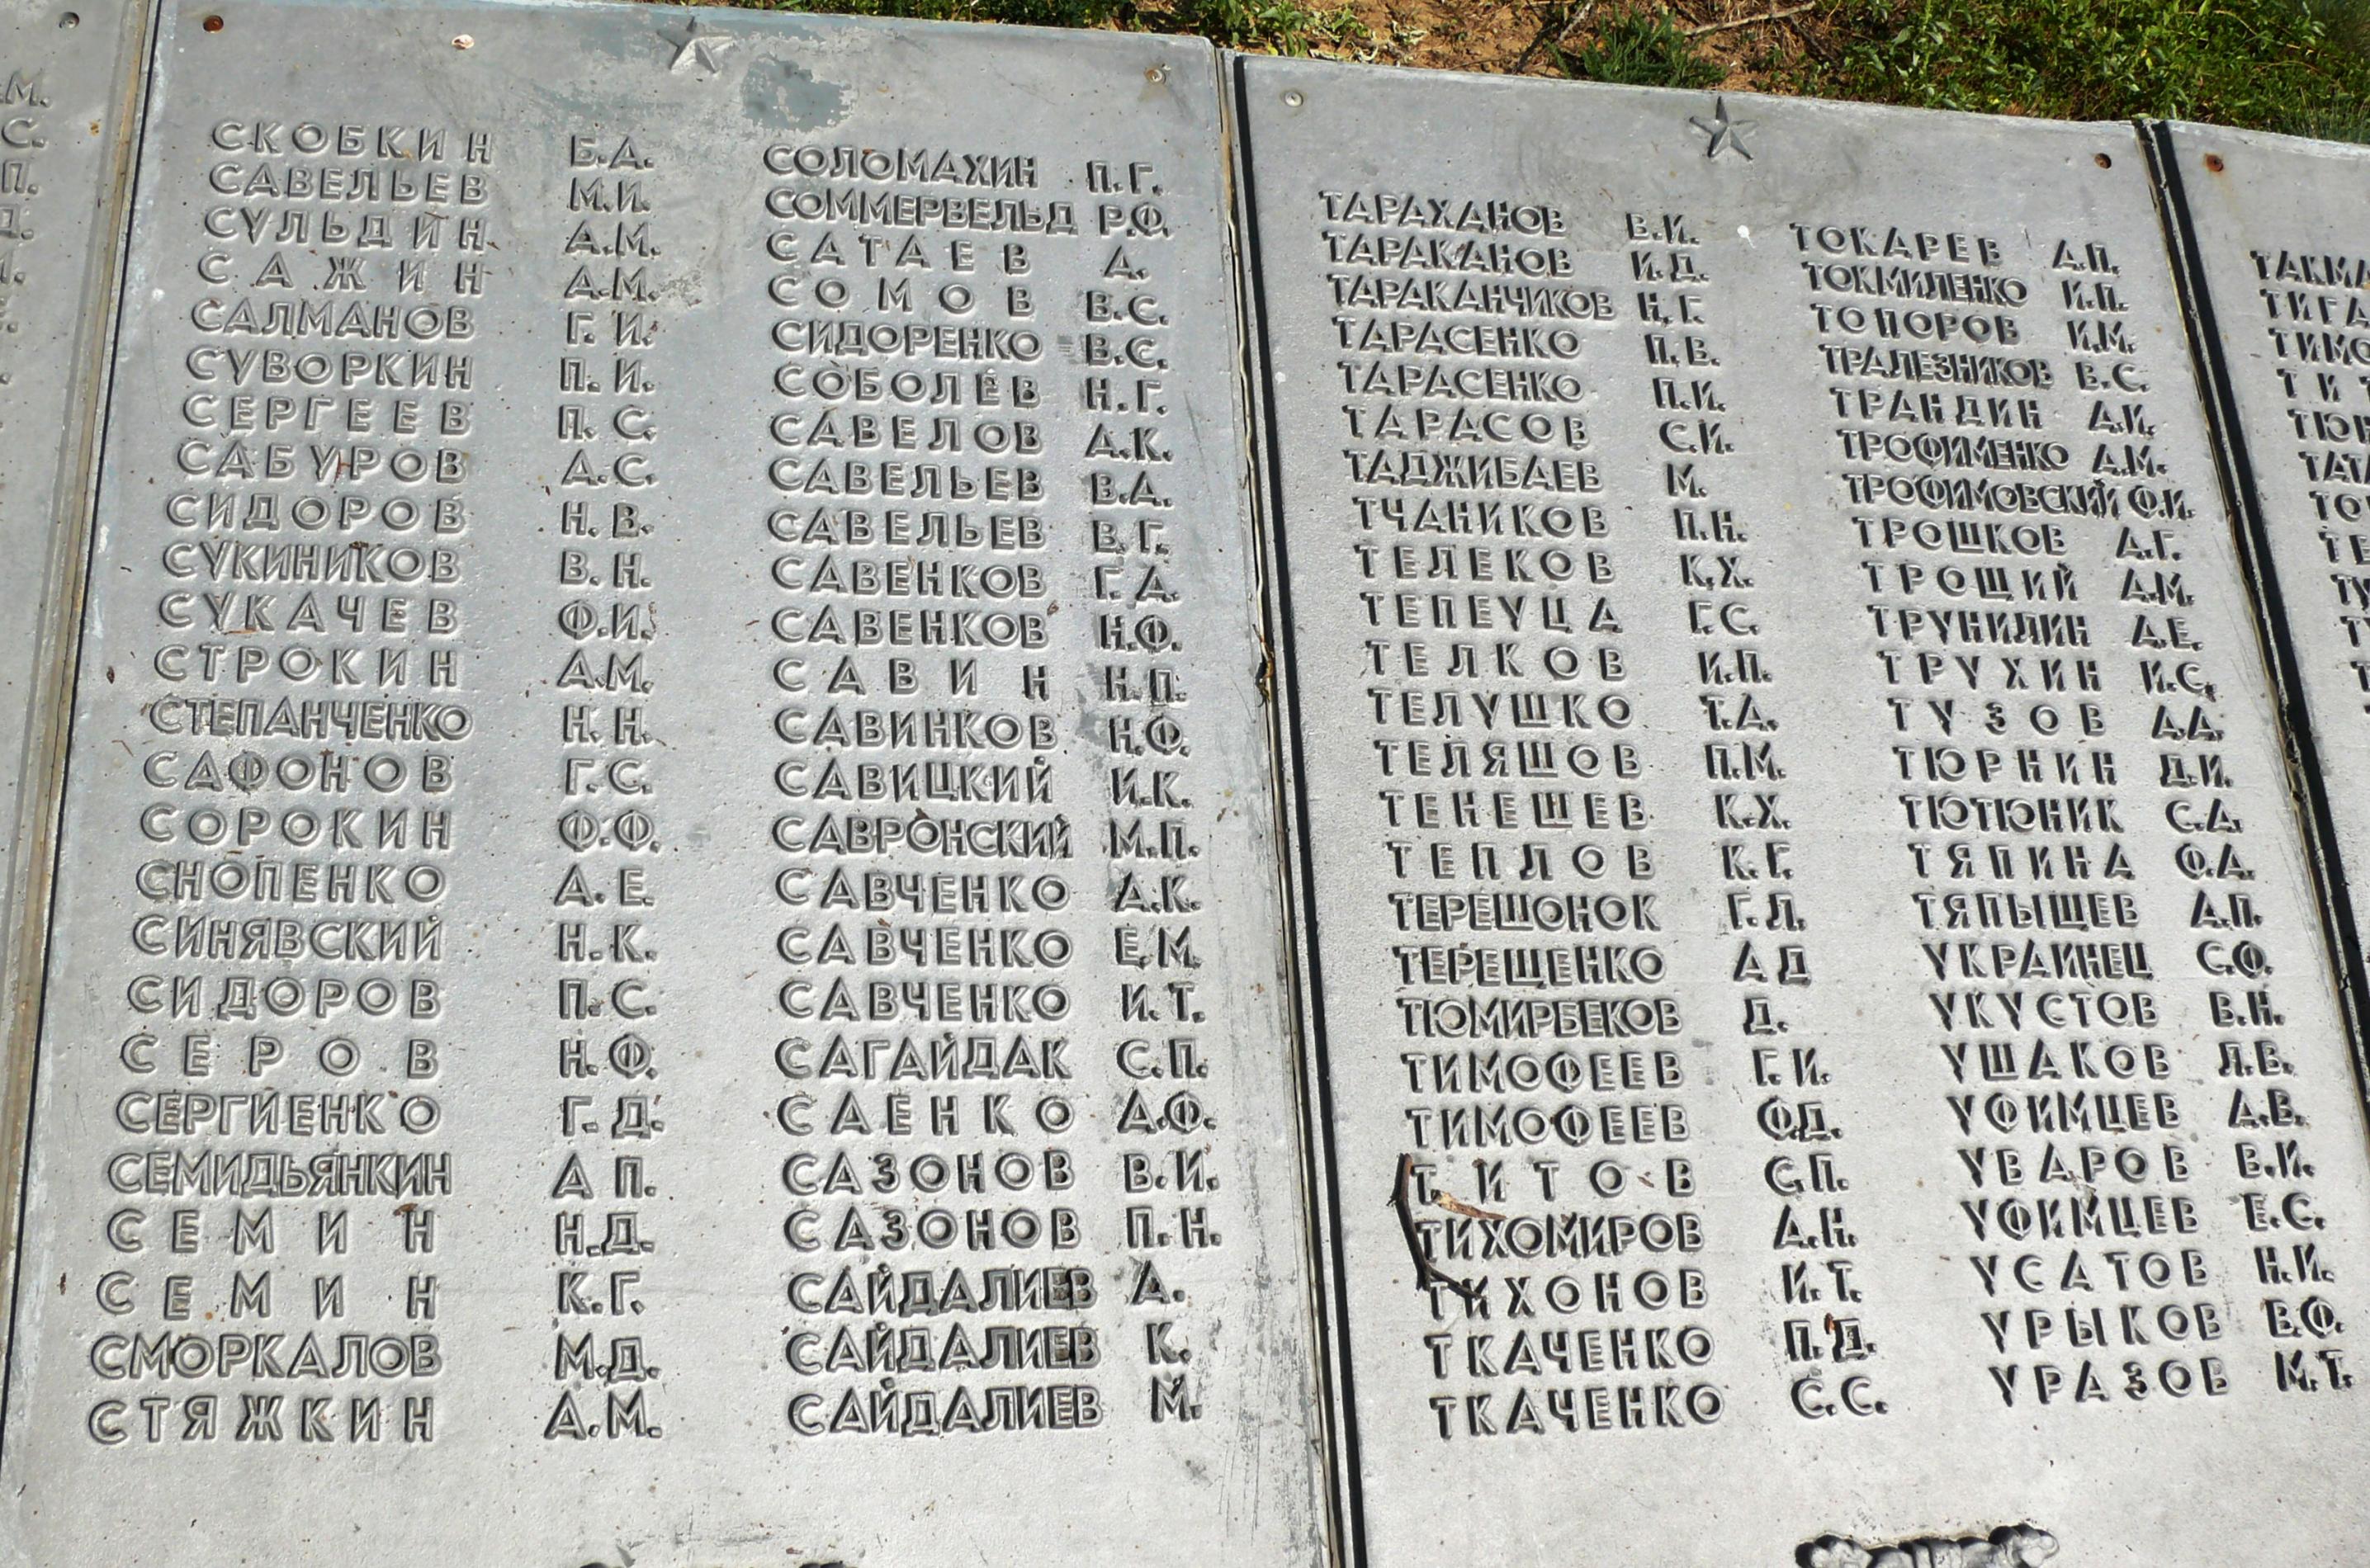 СКОБКИН Б.А.
САВЕЛЬЕВ М.И.
СУЛЬДИН А.М.
САЖИН А.М.
САЛМАНОВ Г.И.
СУВОРКИН П.И.
СЕРГЕЕВ П.С.
САБУРОВ А.С.
СИДОРОВ Н.В.
СУКИНИКОВ В.Н.
СУКАЧЕВ Ф.И.
СТРОКИН А.М.
СТЕПАНЧЕНКО Н.Н.
САФОНОВ Г.С.
СОРОКИН Ф.Ф.
СНОПЕНКО А.Е.
СИНЯВСКИЙ Н.К.
СИДОРОВ П.С.
СЕРОВ Н.Ф.
СЕРГИЕНКО Г.Д.
СЕМИДЬЯНКИН А П.
СЕМИН Н.Д.
СЕМИН К.Г.
СМОРКАЛОВ М.Д.
СТЯЖКИН А.М.
СОЛОМАХИН П.Г.
СОММЕРВЕЛЬД Р.Ф.
САТАЕВ А.
СОМОВ В.С.
СИДОРЕНКО В.С.
СОБОЛЕВ Н.Г.
САВЕЛОВ А.К.
САВЕЛЬЕВ В.А.
САВЕЛЬЕВ В.Г.
САВЕНКОВ Г.А.
САВЕНКОВ Н.Ф.
САВИН Н.П.
САВИНКОВ Н.Ф.
САВИЦКИЙ И.К.
САВРОНСКИЙ М.П.
САВЧЕНКО А.К.
САВЧЕНКО Е.М.
САВЧЕНКО И.Т.
САГАЙДАК С.П.
САЕНКО А.Ф.
САЗОНОВ В.И.
САЗОНОВ П.Н.
САЙДАЛИЕВ А.
САЙДАЛИЕВ К.
САЙДАЛИЕВ М.
ТАРАХАНОВ В.И.
ТАРАКАНОВ И.Д.
ТАРАКАНЧИКОВ Н.Г.
ТАРАСЕНКО П.В.
ТАРАСЕНКО П.И.
ТАРАСОВ С.И.
ТАДЖИБАЕВ М.
ТЧАНИКОВ П.Н.
ТЕЛЕКОВ К.Х.
ТЕПЕУЦА Г.С.
ТЕЛКОВ И.П.
ТЕЛУШКО Т.А.
ТЕЛЯШОВ П.М.
ТЕНЕШЕВ К.Х.
ТЕПЛОВ К.Г.
ТЕРЕШОНОК Г.Л.
ТЕРЕЩЕНКО А Д
ТЮМИРБЕКОВ Д.
ТИМОФЕЕВ Г.И.
ТИМОФЕЕВ Ф.Д.
ТИТОВ С.П.
ТИХОМИРОВ А.Н.
ТИХОНОВ И.Т.
ТКАЧЕНКО П.Д.
ТКАЧЕНКО С.С.
ТОКАРЕВ А.П.
ТОКМИЛЕНКО И.П.
ТОПОРОВ И.М.
ТРАЛЕЗНИКОВ В.С.
ТРАНДИН А.И.
ТРОФИМЕНКО А.М.
ТРОФИМОВСКИЙ Ф.И.
ТРОШКОВ А.Г.
ТРОЩИЙ А.М.
ТРУНИЛИН А.Е.
ТРУХИН И.С.
ТУЗОВ А.А.
ТЮРНИН Д.И.
ТЮТЮНИК С.А.
ТЯПИНА Ф.А.
ТЯПЫЩЕВ А.П.
УКРАИНЕЦ С.Ф.
УКУСТОВ В.Н.
УШАКОВ Л.В.
УФИМЦЕВ А.В.
УВАРОВ В.И.
УФИМЦЕВ Е.С.
УСАТОВ Н.И.
УРЫКОВ В.Ф.
УРАЗОВ М.Т.